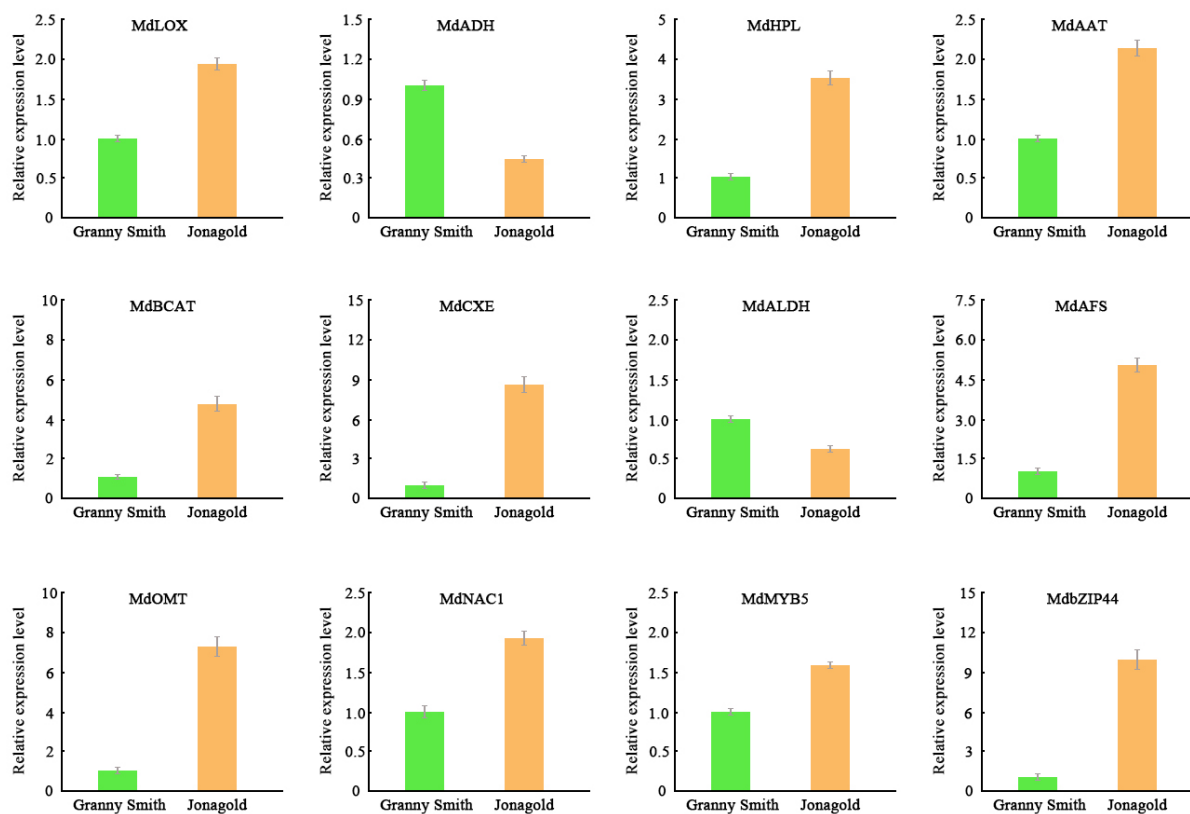 MdLOX
Relative expression level
2.5
2.0
1.5
1.0
0.5
0
Granny Smith Jonagold
MdADH
Relative expression level
1.5
1.2
0.9
0.6
0.3
0
Granny Smith Jonagold
MdHPL
Relative expression level
5
4
3
2
1
0
Granny Smith Jonagold
MdAAT
Relative expression level
2.5
2.0
1.5
1.0
0.5
0
Granny Smith Jonagold
MdBCAT
Relative expression level
10
8
6
4
2
0
Granny Smith Jonagold
MdCXE
Relative expression level
15
12
9
6
3
0
Granny Smith Jonagold
MdALDH
Relative expression level
2.5
2.0
1.5
1.0
0.5
0
Granny Smith Jonagold
MdAFS
Relative expression level
7.5
6.0
4.5
3.0
1.5
0
Granny Smith Jonagold
MdOMT
Relative expression level
10
8
6
4
2
0
Granny Smith Jonagold
MdNAC1
Relative expression level
2.5
2.0
1.5
1.0
0.5
0
Granny Smith Jonagold
MdMYB5
Relative expression level
2.5
2.0
1.5
1.0
0.5
0
Granny Smith Jonagold
MdbZIP44
Relative expression level
15
12
9
6
3
0
Granny Smith Jonagold